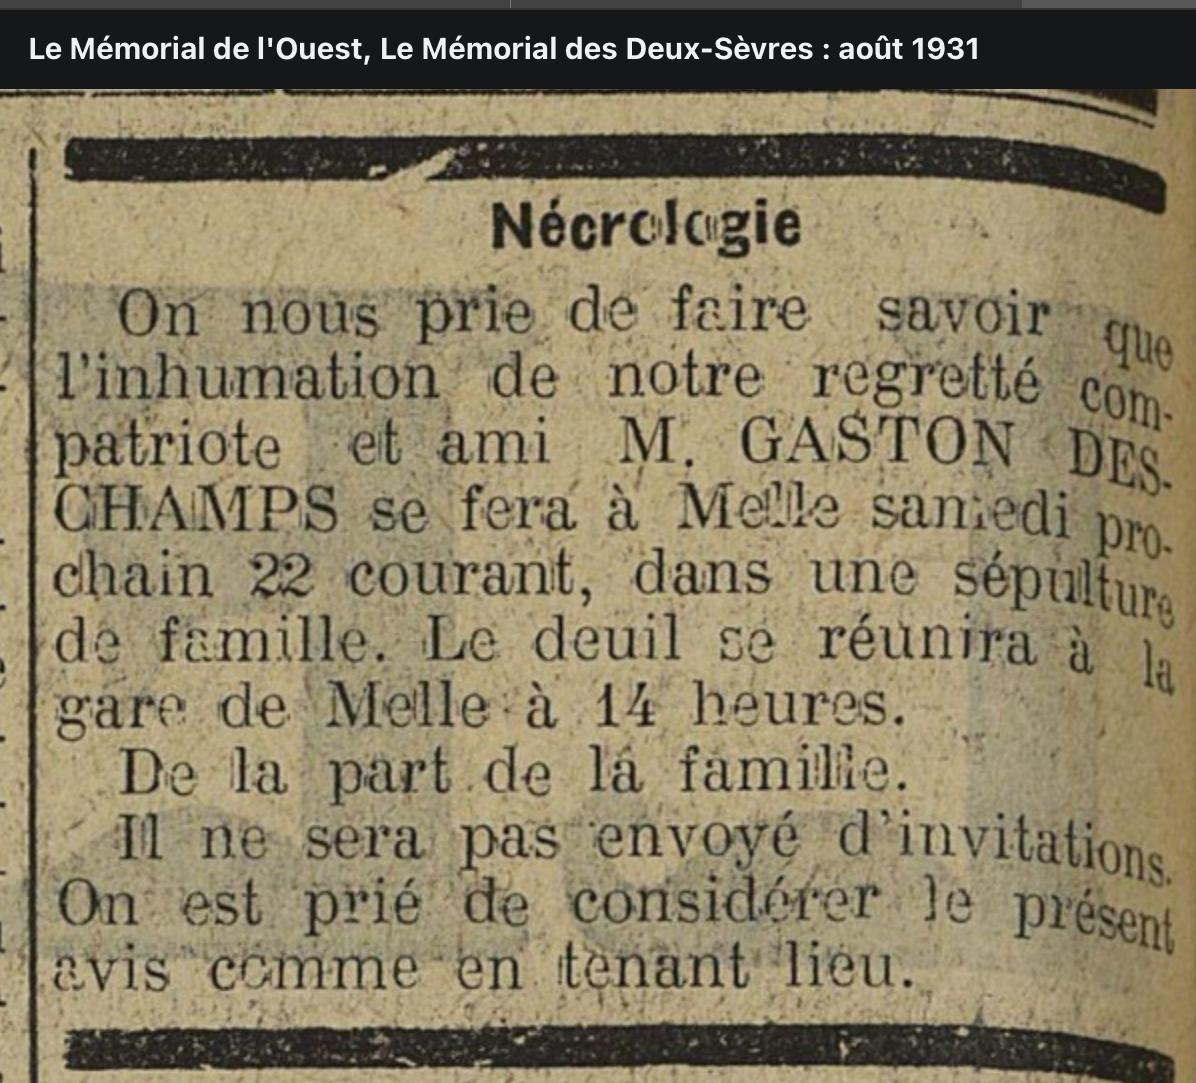 Le Mémorial de l'Ouest, Le Mémorial des Deux-Sèvres : août 1931
Nécrologie
On nous prie de faire savoir que
l'inhumation de notre regretté com-
patriote et ami M. GASTON DES-
CHAMPS se fera à Melle samedi pro-
chain 22 courant, dans une sépulture
de famille. Le deuil se réunira à la
gare de Melle à 14 heures.
De la part de la famille.
Il ne sera pas envoyé d'invitations.
On est prié de considérer le présent
avis comme en tenant lieu.